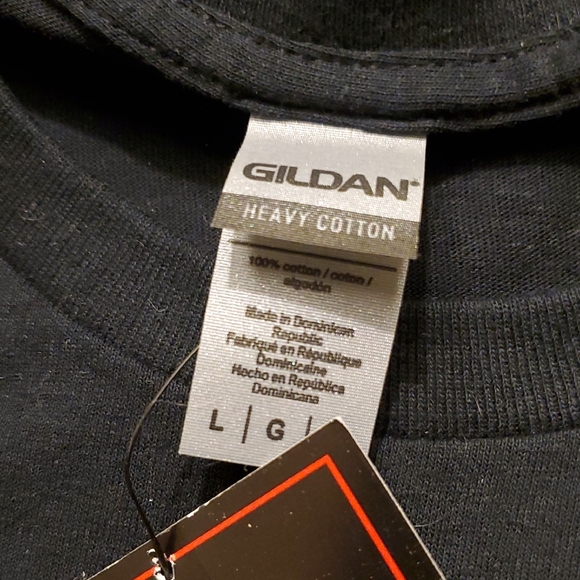 GILDAN®
HEAVY COTTON
100% cotton / coton /
algodón
Made in Dominican
Republic
Fabriqué en République
Dominicaine
Hecho en República
Dominicana
L | G |